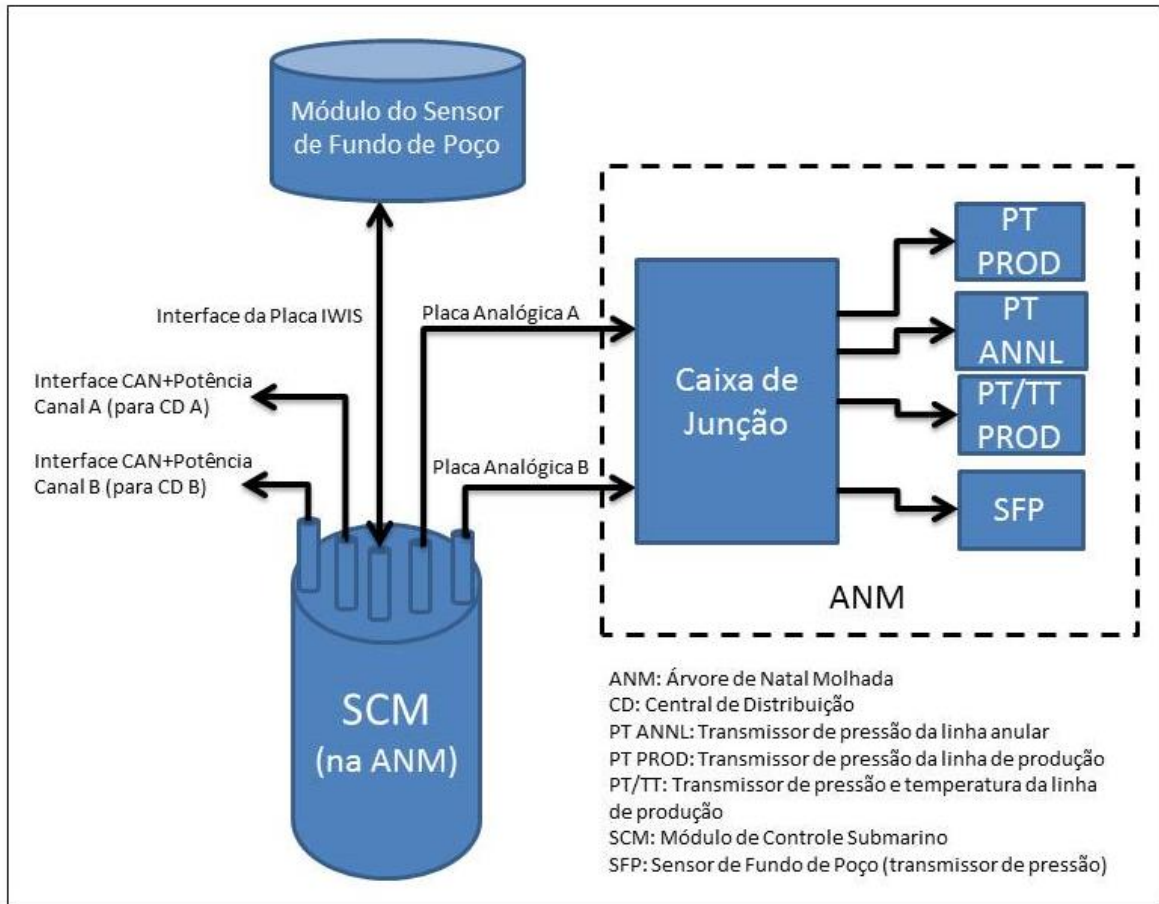 Módulo do Sensor
de Fundo de Poço
Interface da Placa IWIS
Placa Analógica A
Interface CAN+Potência
Canal A (para CD A)
Interface CAN+Potência
Canal B (para CD B)
Placa Analógica B
SCM
(na ANM)
Caixa de
Junção
PT
PROD
PT
ANNL
PT/TT
PROD
SFP
ANM
ANM: Árvore de Natal Molhada
CD: Central de Distribuição
PT ANNL: Transmissor de pressão da linha anular
PT PROD: Transmissor de pressão da linha de produção
PT/TT: Transmissor de pressão e temperatura da linha
de produção
SCM: Módulo de Controle Submarino
SFP: Sensor de Fundo de Poço (transmissor de pressão)